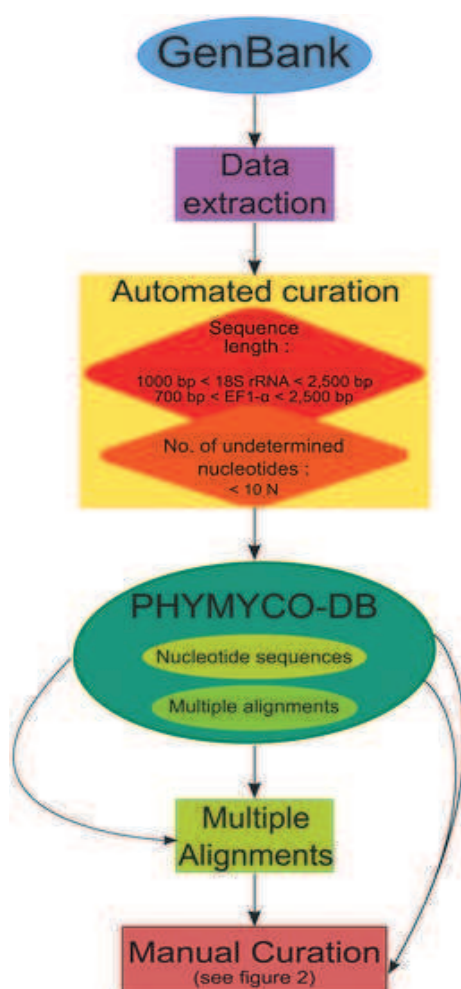 GenBank
Data
extraction
Automated curation
Sequence
length :
1000 bp < 18S rRNA < 2,500 bp
700 bp < EF1-α < 2,500 bp
No. of undetermined
nucleotides :
< 10 N
PHYMYCO-DB
Nucleotide sequences
Multiple alignments
Multiple
Alignments
Manual Curation
(see figure 2)